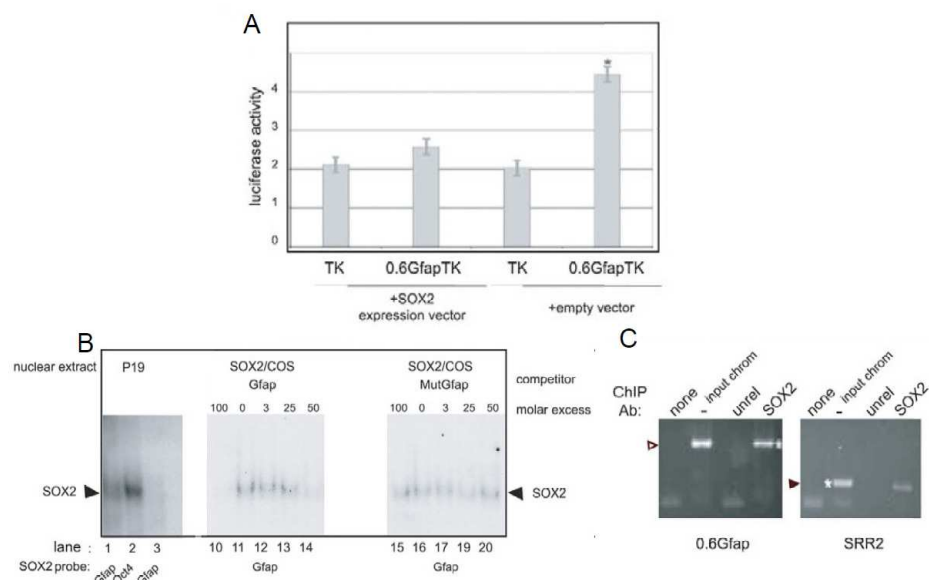 A
luciferase activity
4
3
2
1
0
*
TK 0.6GfapTK TK 0.6GfapTK
+SOX2
expression vector
+empty vector
B
nuclear extract P19 SOX2/COS SOX2/COS
Gfap MutGfap competitor
100 0 3 25 50 100 0 3 25 50 molar excess
SOX2 SOX2
lane : 1 2 3 10 11 12 13 14 15 16 17 19 20
SOX2 probe: Gfap Oct4 Gfap Gfap Gfap
C
ChIP
Ab: none input chrom unrel SOX2 none input chrom unrel SOX2
- -
*
0.6Gfap SRR2